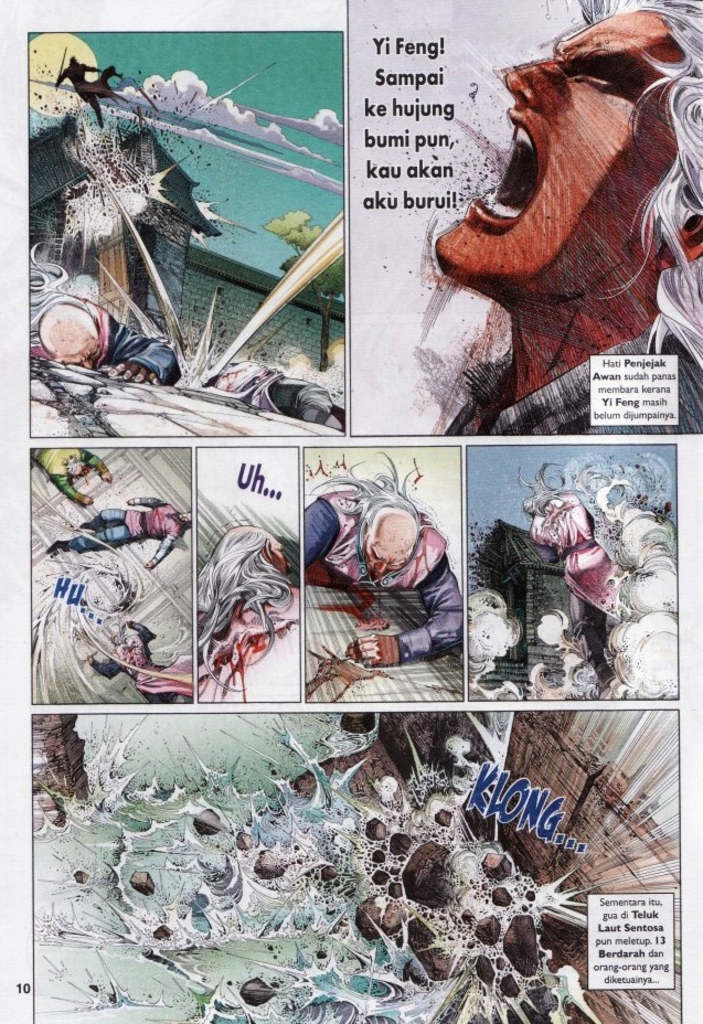 Yi Feng!
Sampai
ke hujung
bumi pun,
kau akan
aku burui!
Hati Penjejak
Awan sudah panas
membara kerana
Yi Feng masih
belum dijumpainya.
HU...
Uh...
KLONG...
Sementara itu,
gua di Teluk
Laut Sentosa
pun meletup. 13
Berdarah dan
orang-orang yang
diketuainya...
10